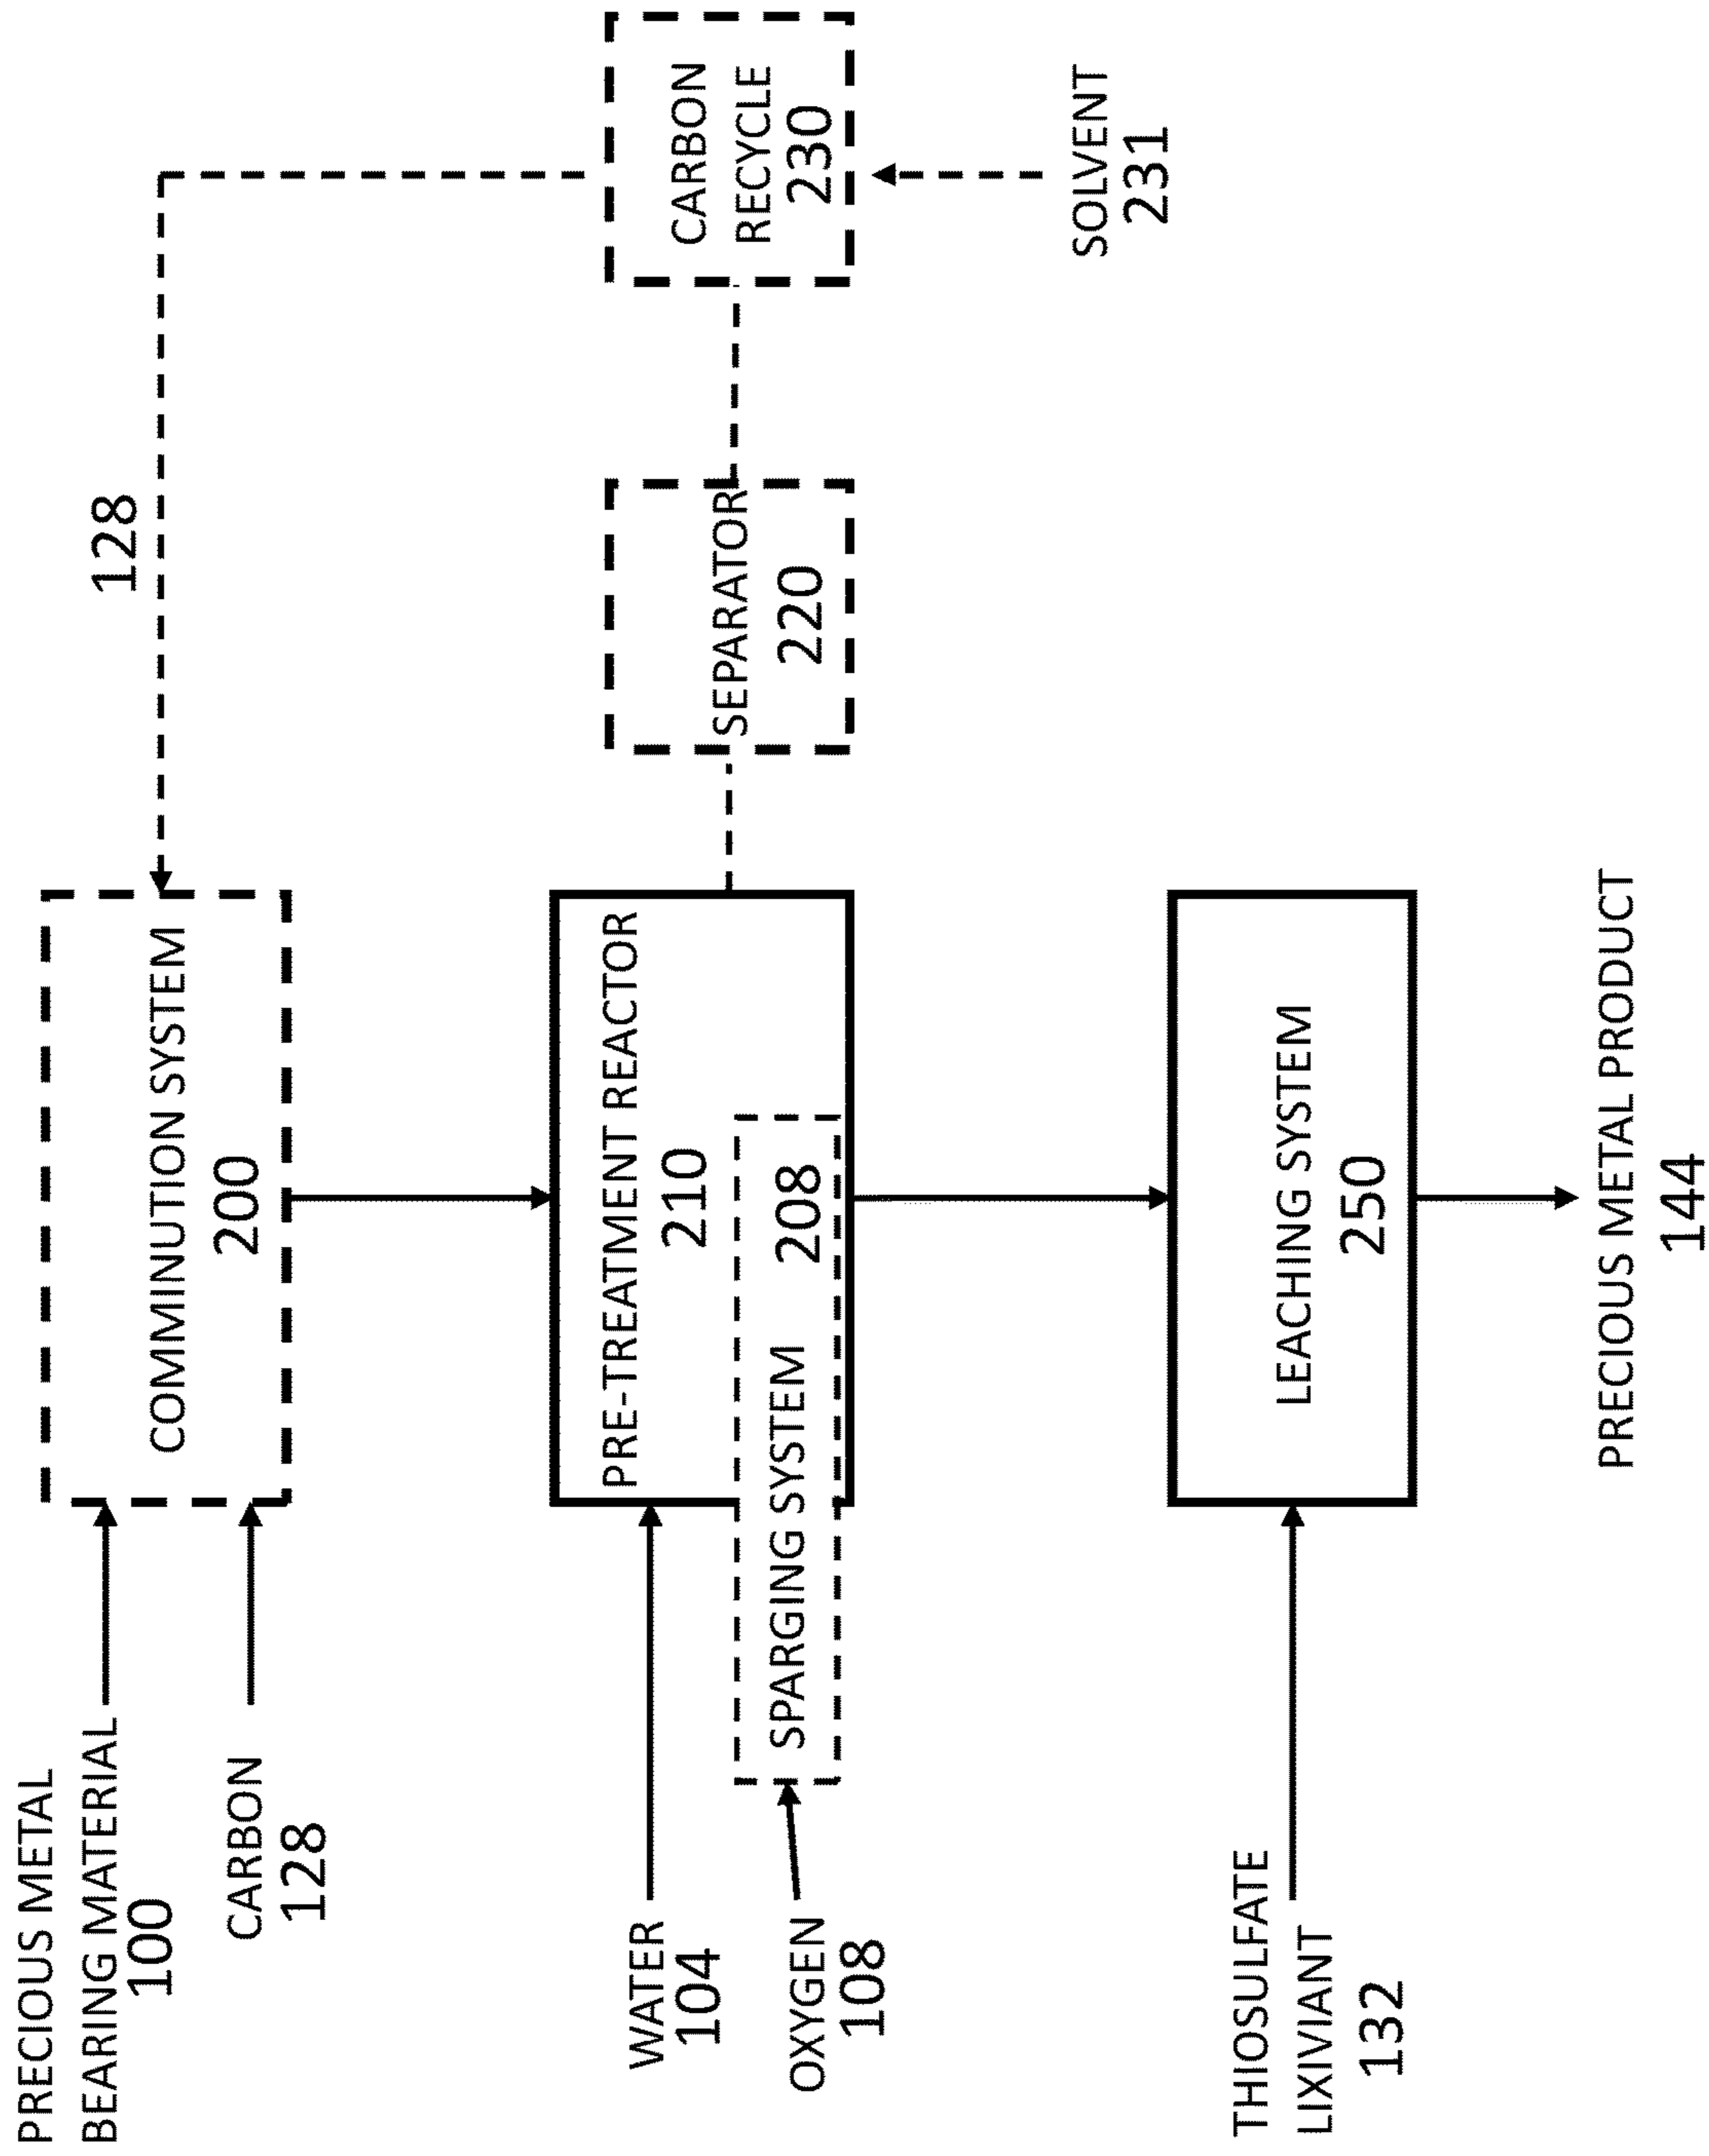 PRECIOUS METAL
BEARING MATERIAL
100
CARBON
128
COMMINUTION SYSTEM
200
128
WATER
104
OXYGEN
108
PRE-TREATMENT REACTOR
210
SPARGING SYSTEM 208
SEPARATOR
220
CARBON
RECYCLE
230
SOLVENT
231
THIOSULFATE
LIXIVIANT
132
LEACHING SYSTEM
250
PRECIOUS METAL PRODUCT
144